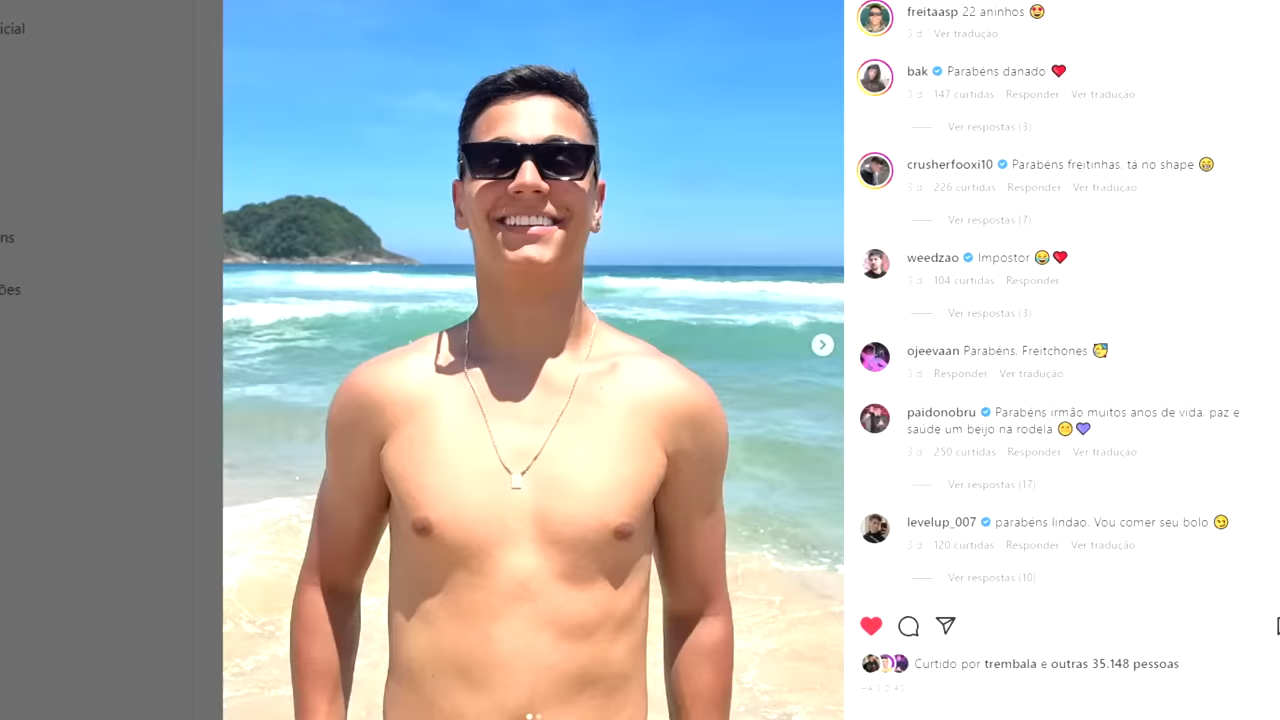 icial
ns
ões
freitaasp 22 aninhos
3 d Ver tradução
bak Parabéns danado
3 d 147 curtidas Responder Ver tradução
Ver respostas (3)
crusherfooxi10 Parabéns freitinhas, tá no shape
3 d 226 curtidas Responder Ver tradução
Ver respostas (7)
weedzao Impostor
3 d 104 curtidas Responder
Ver respostas (3)
ojeevaan Parabéns, Freitchones
3 d Responder Ver tradução
paidonobru Parabéns irmão muitos anos de vida, paz e
saúde um beijo na rodela
3 d 250 curtidas Responder Ver tradução
Ver respostas (17)
levelup_007 parabéns lindao, Vou comer seu bolo
3 d 120 curtidas Responder Ver tradução
Ver respostas (10)
Curtido por trembala e outras 35.148 pessoas
HÁ 3 DIAS